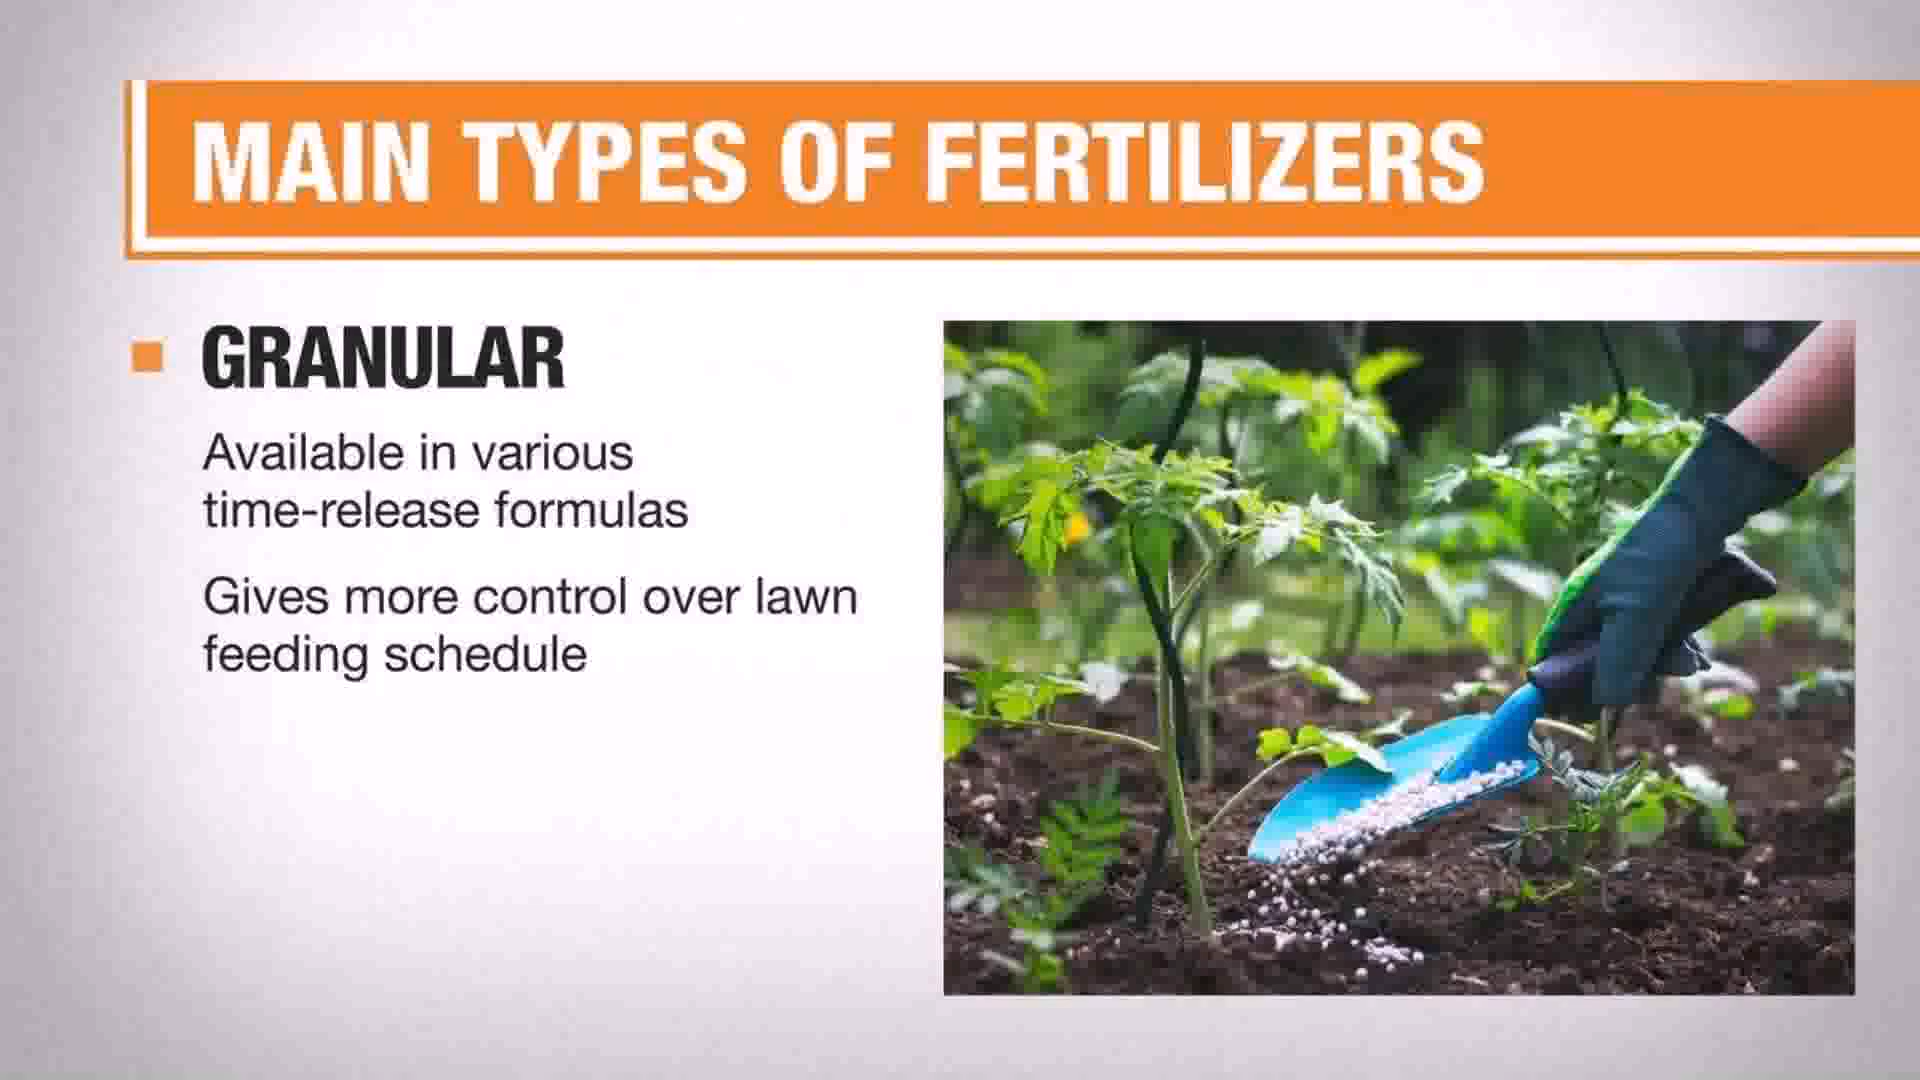 MAIN TYPES OF FERTILIZERS
GRANULAR
Available in various
time-release formulas
Gives more control over lawn
feeding schedule